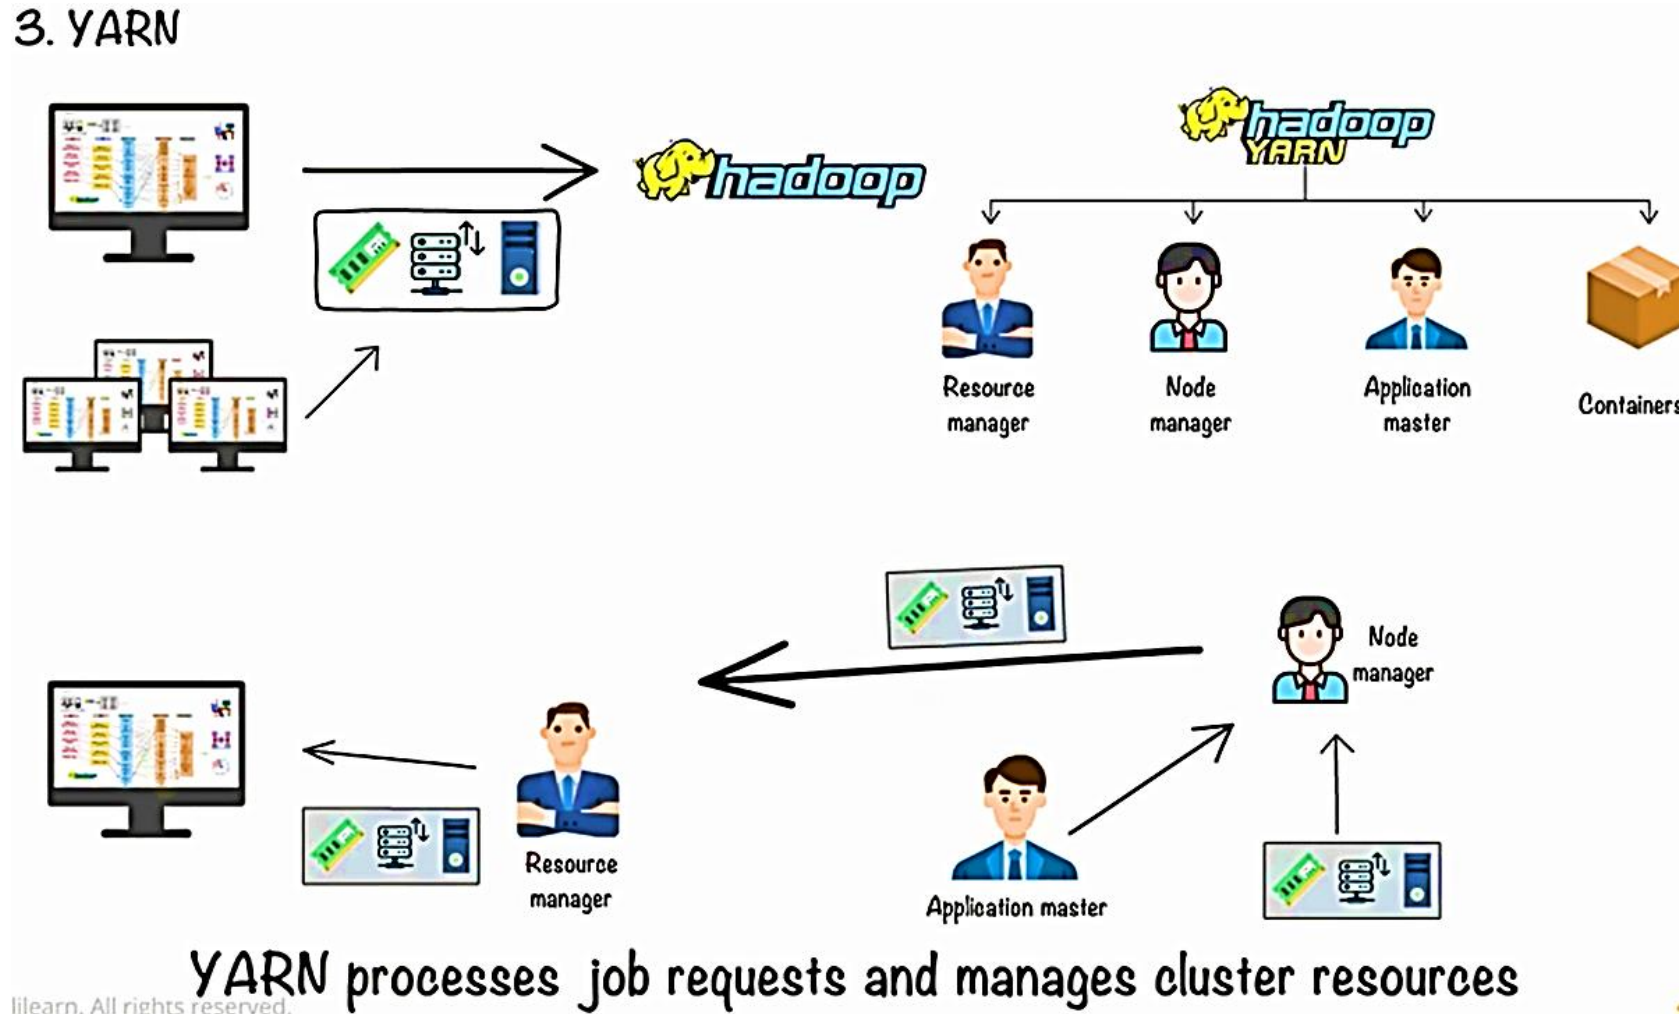 3. YARN
hadoop
hadoop
YARN
Resource
manager
Node
manager
Application
master
Containers
Node
manager
Resource
manager
Application master
YARN processes job requests and manages cluster resources
lilearn. All rights reserved.